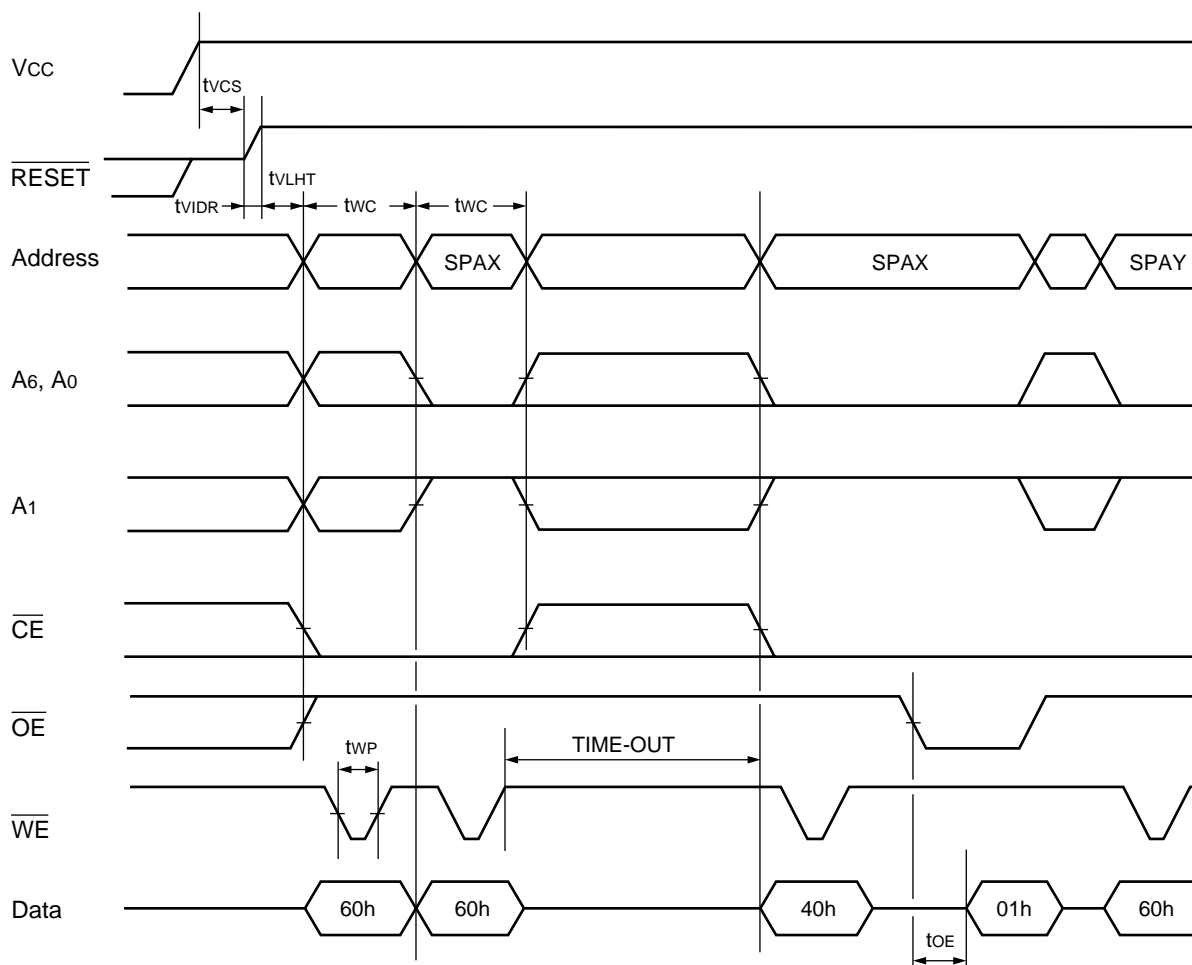 VCC
tVCS
RESET
tVLHT
tVIDR
tWC
tWC
Address
SPAX
SPAX
SPAY
A6, A0
A1
CE
OE
TIME-OUT
tWP
WE
Data
60h
60h
40h
01h
60h
tOE